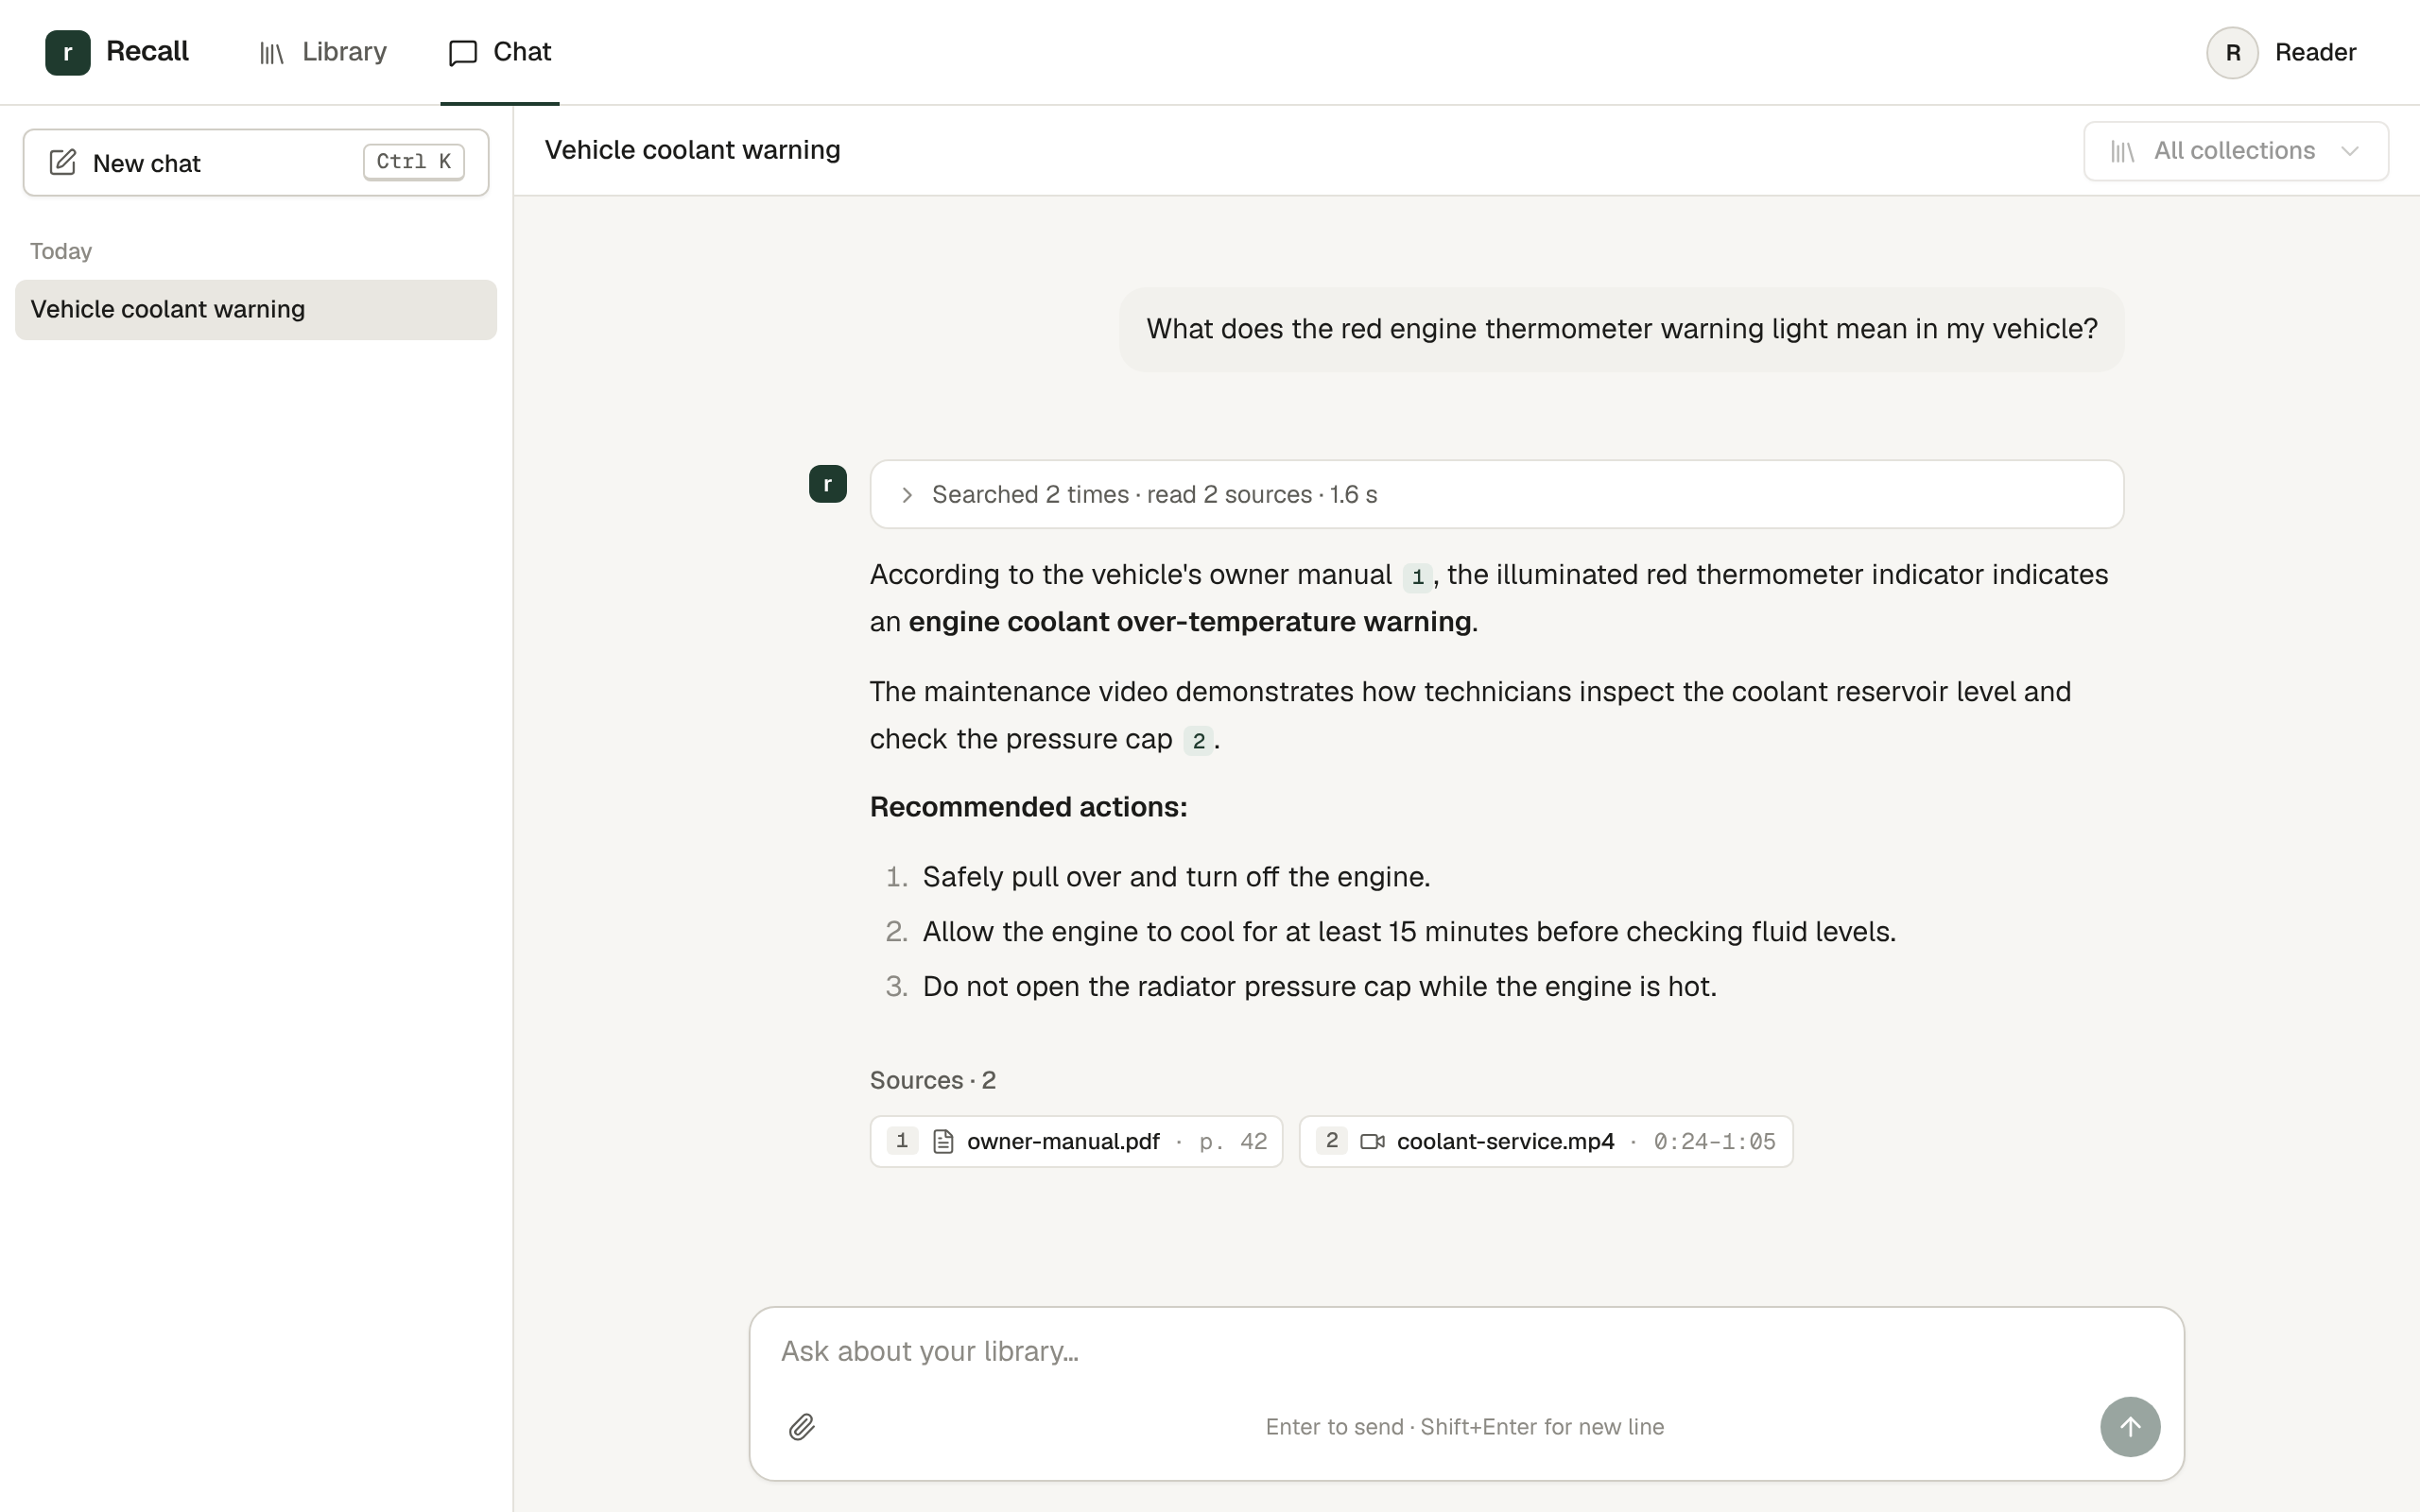 r Recall
Library
Chat
R Reader
New chat
Ctrl K
Today
Vehicle coolant warning
Vehicle coolant warning
All collections
What does the red engine thermometer warning light mean in my vehicle?
r
Searched 2 times · read 2 sources · 1.6 s
According to the vehicle's owner manual 1, the illuminated red thermometer indicator indicates
an engine coolant over-temperature warning.
The maintenance video demonstrates how technicians inspect the coolant reservoir level and
check the pressure cap 2.
Recommended actions:
1. Safely pull over and turn off the engine.
2. Allow the engine to cool for at least 15 minutes before checking fluid levels.
3. Do not open the radiator pressure cap while the engine is hot.
Sources · 2
1 owner-manual.pdf · p. 42
2 coolant-service.mp4 · 0:24–1:05
Ask about your library…
Enter to send · Shift+Enter for new line